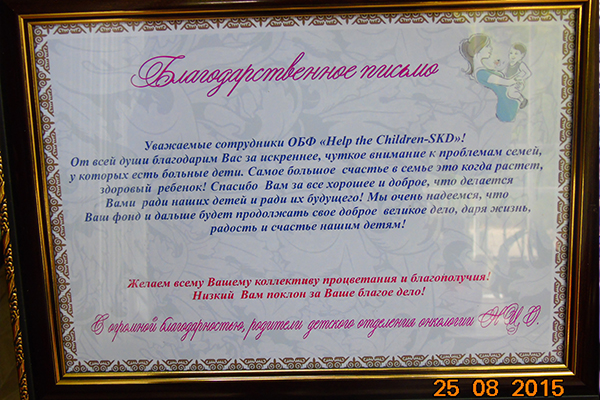 Благодарственное письмо
Уважаемые сотрудники ОБФ «Help the Children-SKD»!
От всей души благодарим Вас за искреннее, чуткое внимание к проблемам семей,
у которых есть больные дети. Самое большое счастье в семье это когда растет,
здоровый ребенок! Спасибо Вам за все хорошее и доброе, что делается
Вами ради наших детей и ради их будущего! Мы очень надеемся, что
Ваш фонд и дальше будет продолжать свое доброе великое дело, даря жизнь,
радость и счастье нашим детям!
Желаем всему Вашему коллективу процветания и благополучия!
Низкий Вам поклон за Ваше благое дело!
С огромной благодарностью, родители детского отделения онкологии Н.Ц.О.
25 08 2015